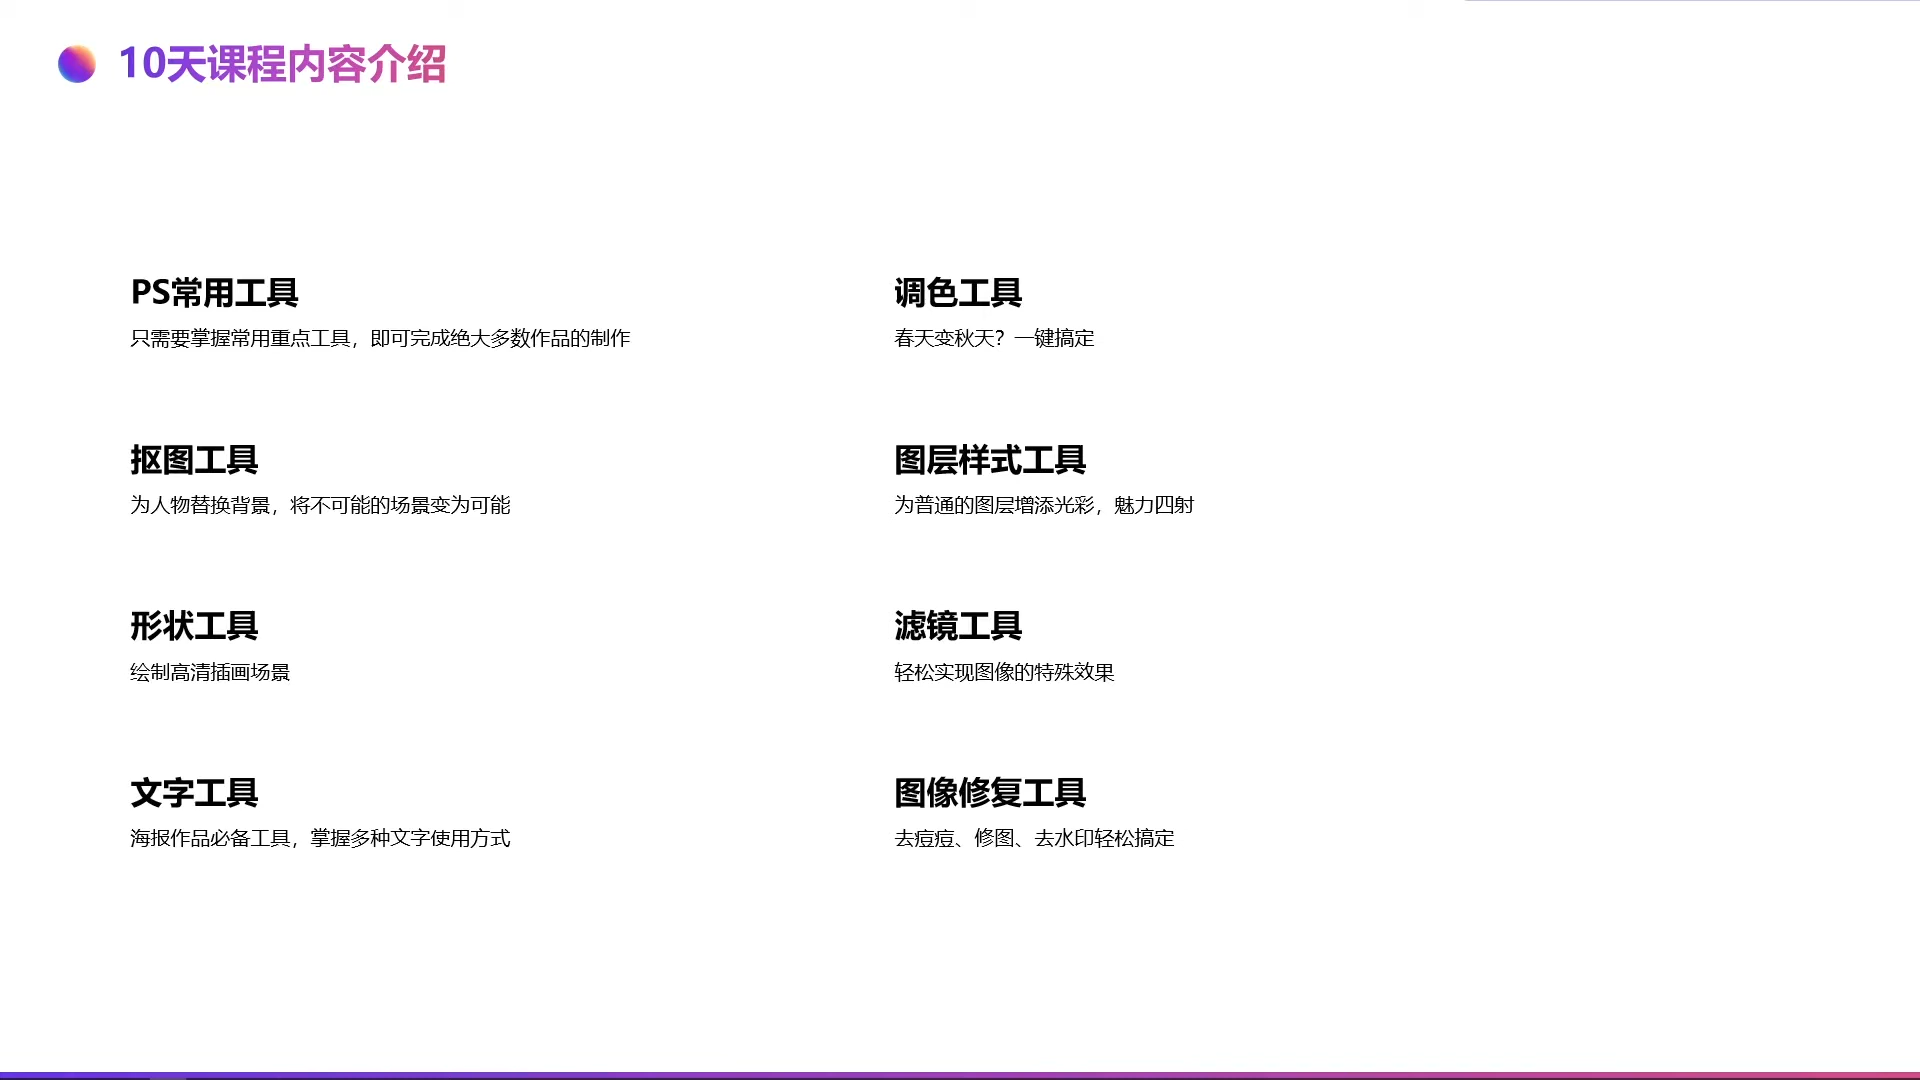 10天课程内容介绍
PS常用工具
只需要掌握常用重点工具，即可完成绝大多数作品的制作
抠图工具
为人物替换背景，将不可能的场景变为可能
形状工具
绘制高清插画场景
文字工具
海报作品必备工具，掌握多种文字使用方式
调色工具
春天变秋天？一键搞定
图层样式工具
为普通的图层增添光彩，魅力四射
滤镜工具
轻松实现图像的特殊效果
图像修复工具
去痘痘、修图、去水印轻松搞定